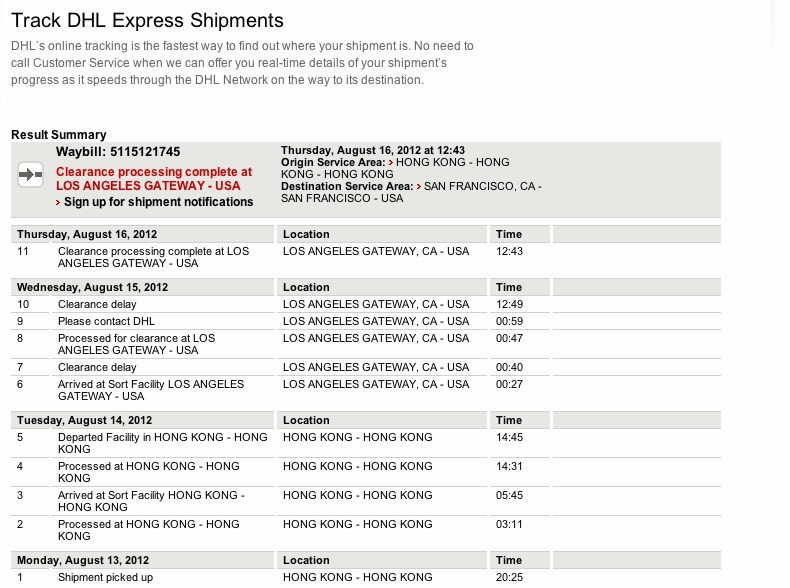 Track DHL Express Shipments
DHL's online tracking is the fastest way to find out where your shipment is. No need to
call Customer Service when we can offer you real-time details of your shipment's
progress as it speeds through the DHL Network on the way to its destination.
Result Summary
Waybill: 5115121745
Clearance processing complete at
LOS ANGELES GATEWAY - USA
› Sign up for shipment notifications
Thursday, August 16, 2012 at 12:43
Origin Service Area: › HONG KONG - HONG
KONG - HONG KONG
Destination Service Area: › SAN FRANCISCO, CA -
SAN FRANCISCO - USA
Thursday, August 16, 2012 Location Time
11 Clearance processing complete at LOS LOS ANGELES GATEWAY, CA - USA 12:43
ANGELES GATEWAY - USA
Wednesday, August 15, 2012 Location Time
10 Clearance delay LOS ANGELES GATEWAY, CA - USA 12:49
9 Please contact DHL LOS ANGELES GATEWAY, CA - USA 00:59
8 Processed for clearance at LOS LOS ANGELES GATEWAY, CA - USA 00:47
ANGELES GATEWAY - USA
7 Clearance delay LOS ANGELES GATEWAY, CA - USA 00:40
6 Arrived at Sort Facility LOS ANGELES LOS ANGELES GATEWAY, CA - USA 00:27
GATEWAY - USA
Tuesday, August 14, 2012 Location Time
5 Departed Facility in HONG KONG - HONG HONG KONG - HONG KONG 14:45
KONG
4 Processed at HONG KONG - HONG HONG KONG - HONG KONG 14:31
KONG
3 Arrived at Sort Facility HONG KONG - HONG KONG - HONG KONG 05:45
HONG KONG
2 Processed at HONG KONG - HONG HONG KONG - HONG KONG 03:11
KONG
Monday, August 13, 2012 Location Time
1 Shipment picked up HONG KONG - HONG KONG 20:25